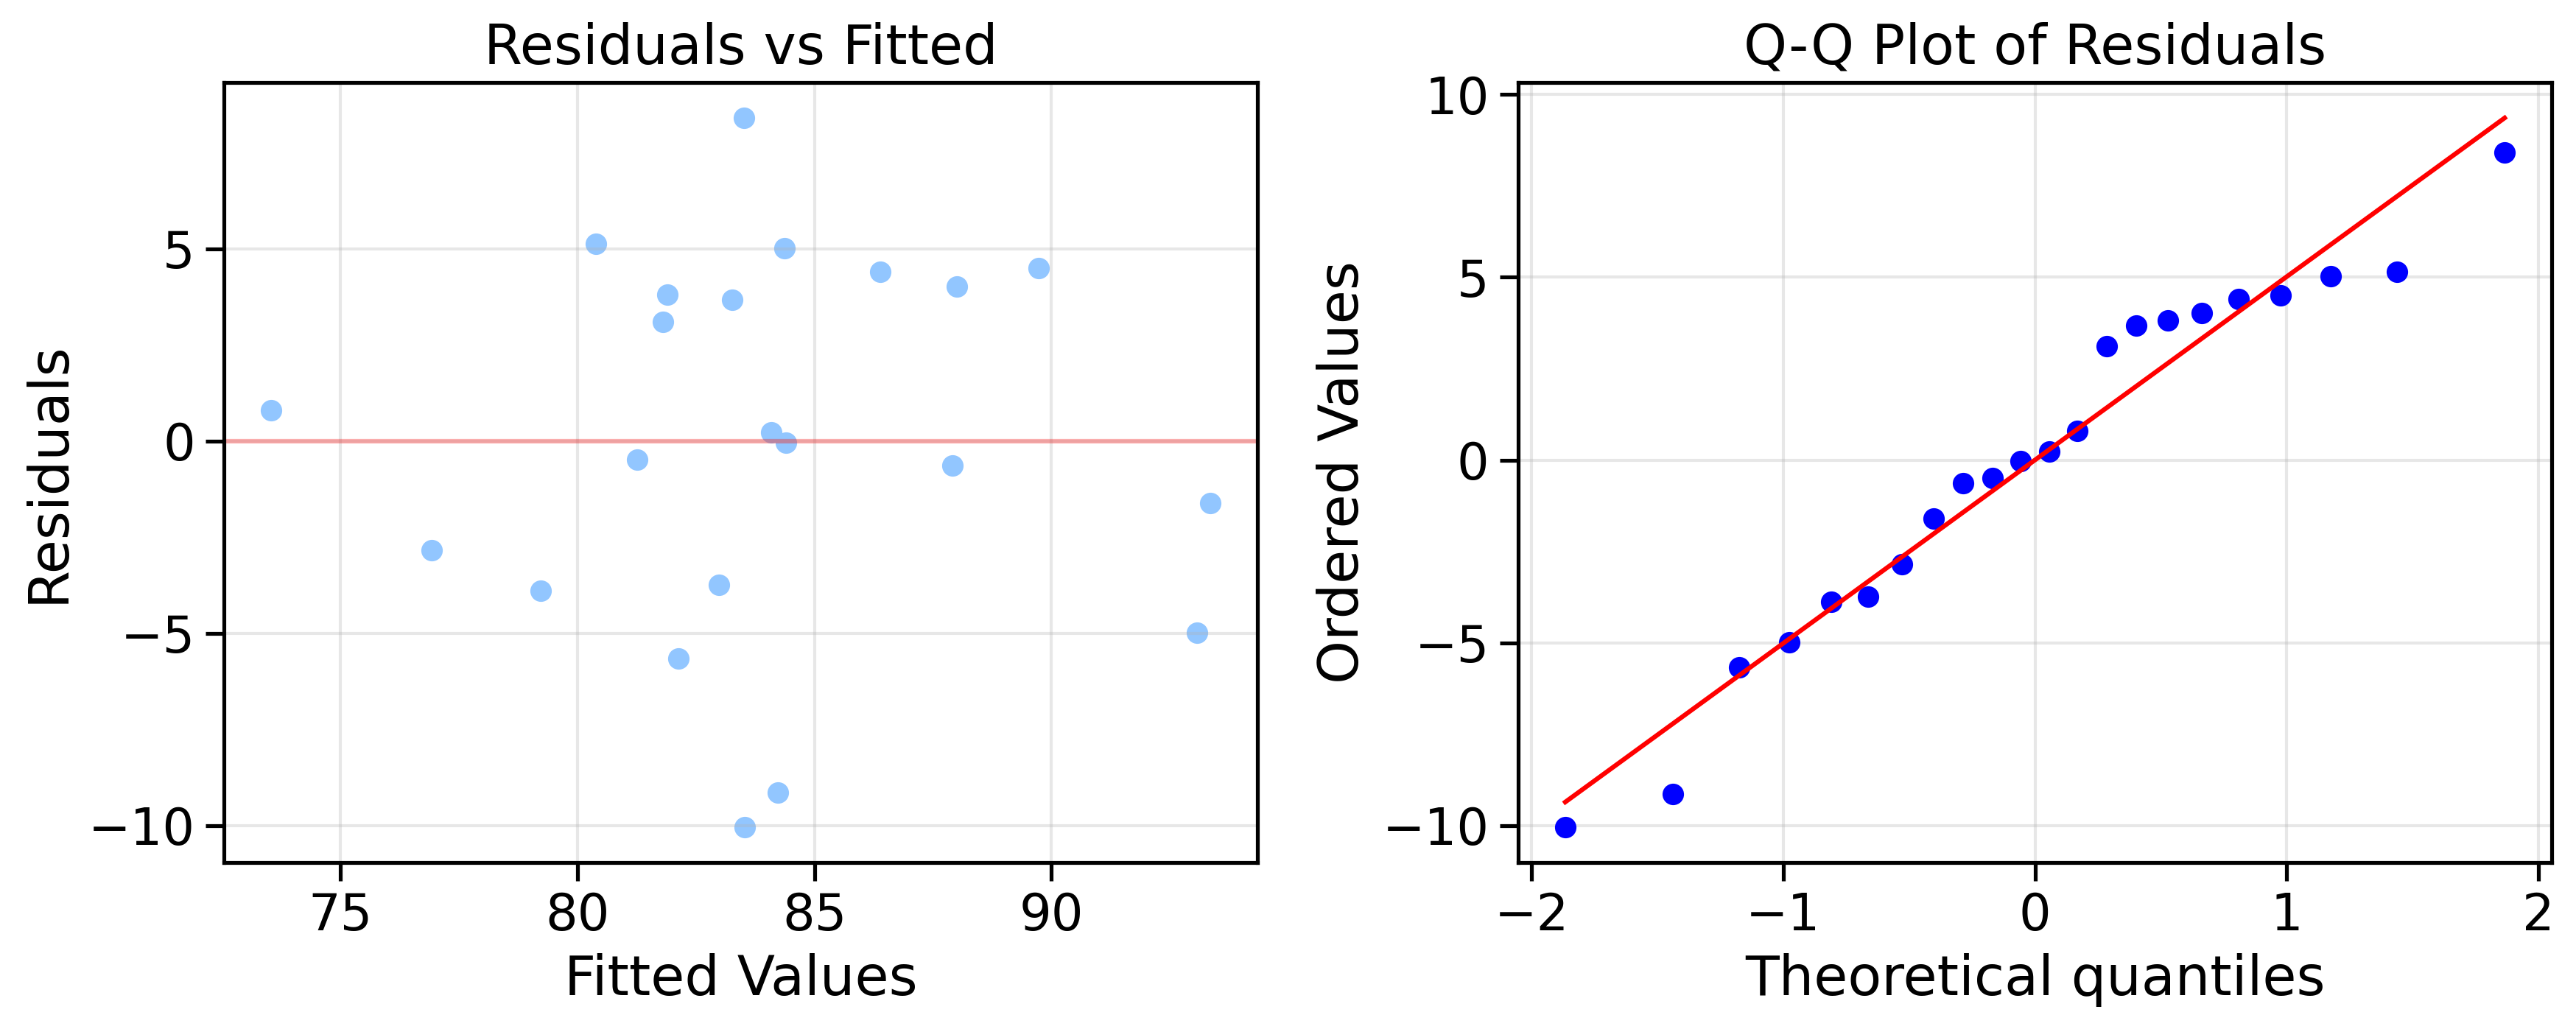 Residuals vs Fitted
Residuals
5
0
−5
−10
75 80 85 90
Fitted Values
Q-Q Plot of Residuals
Ordered Values
10
5
0
−5
−10
−2 −1 0 1 2
Theoretical quantiles